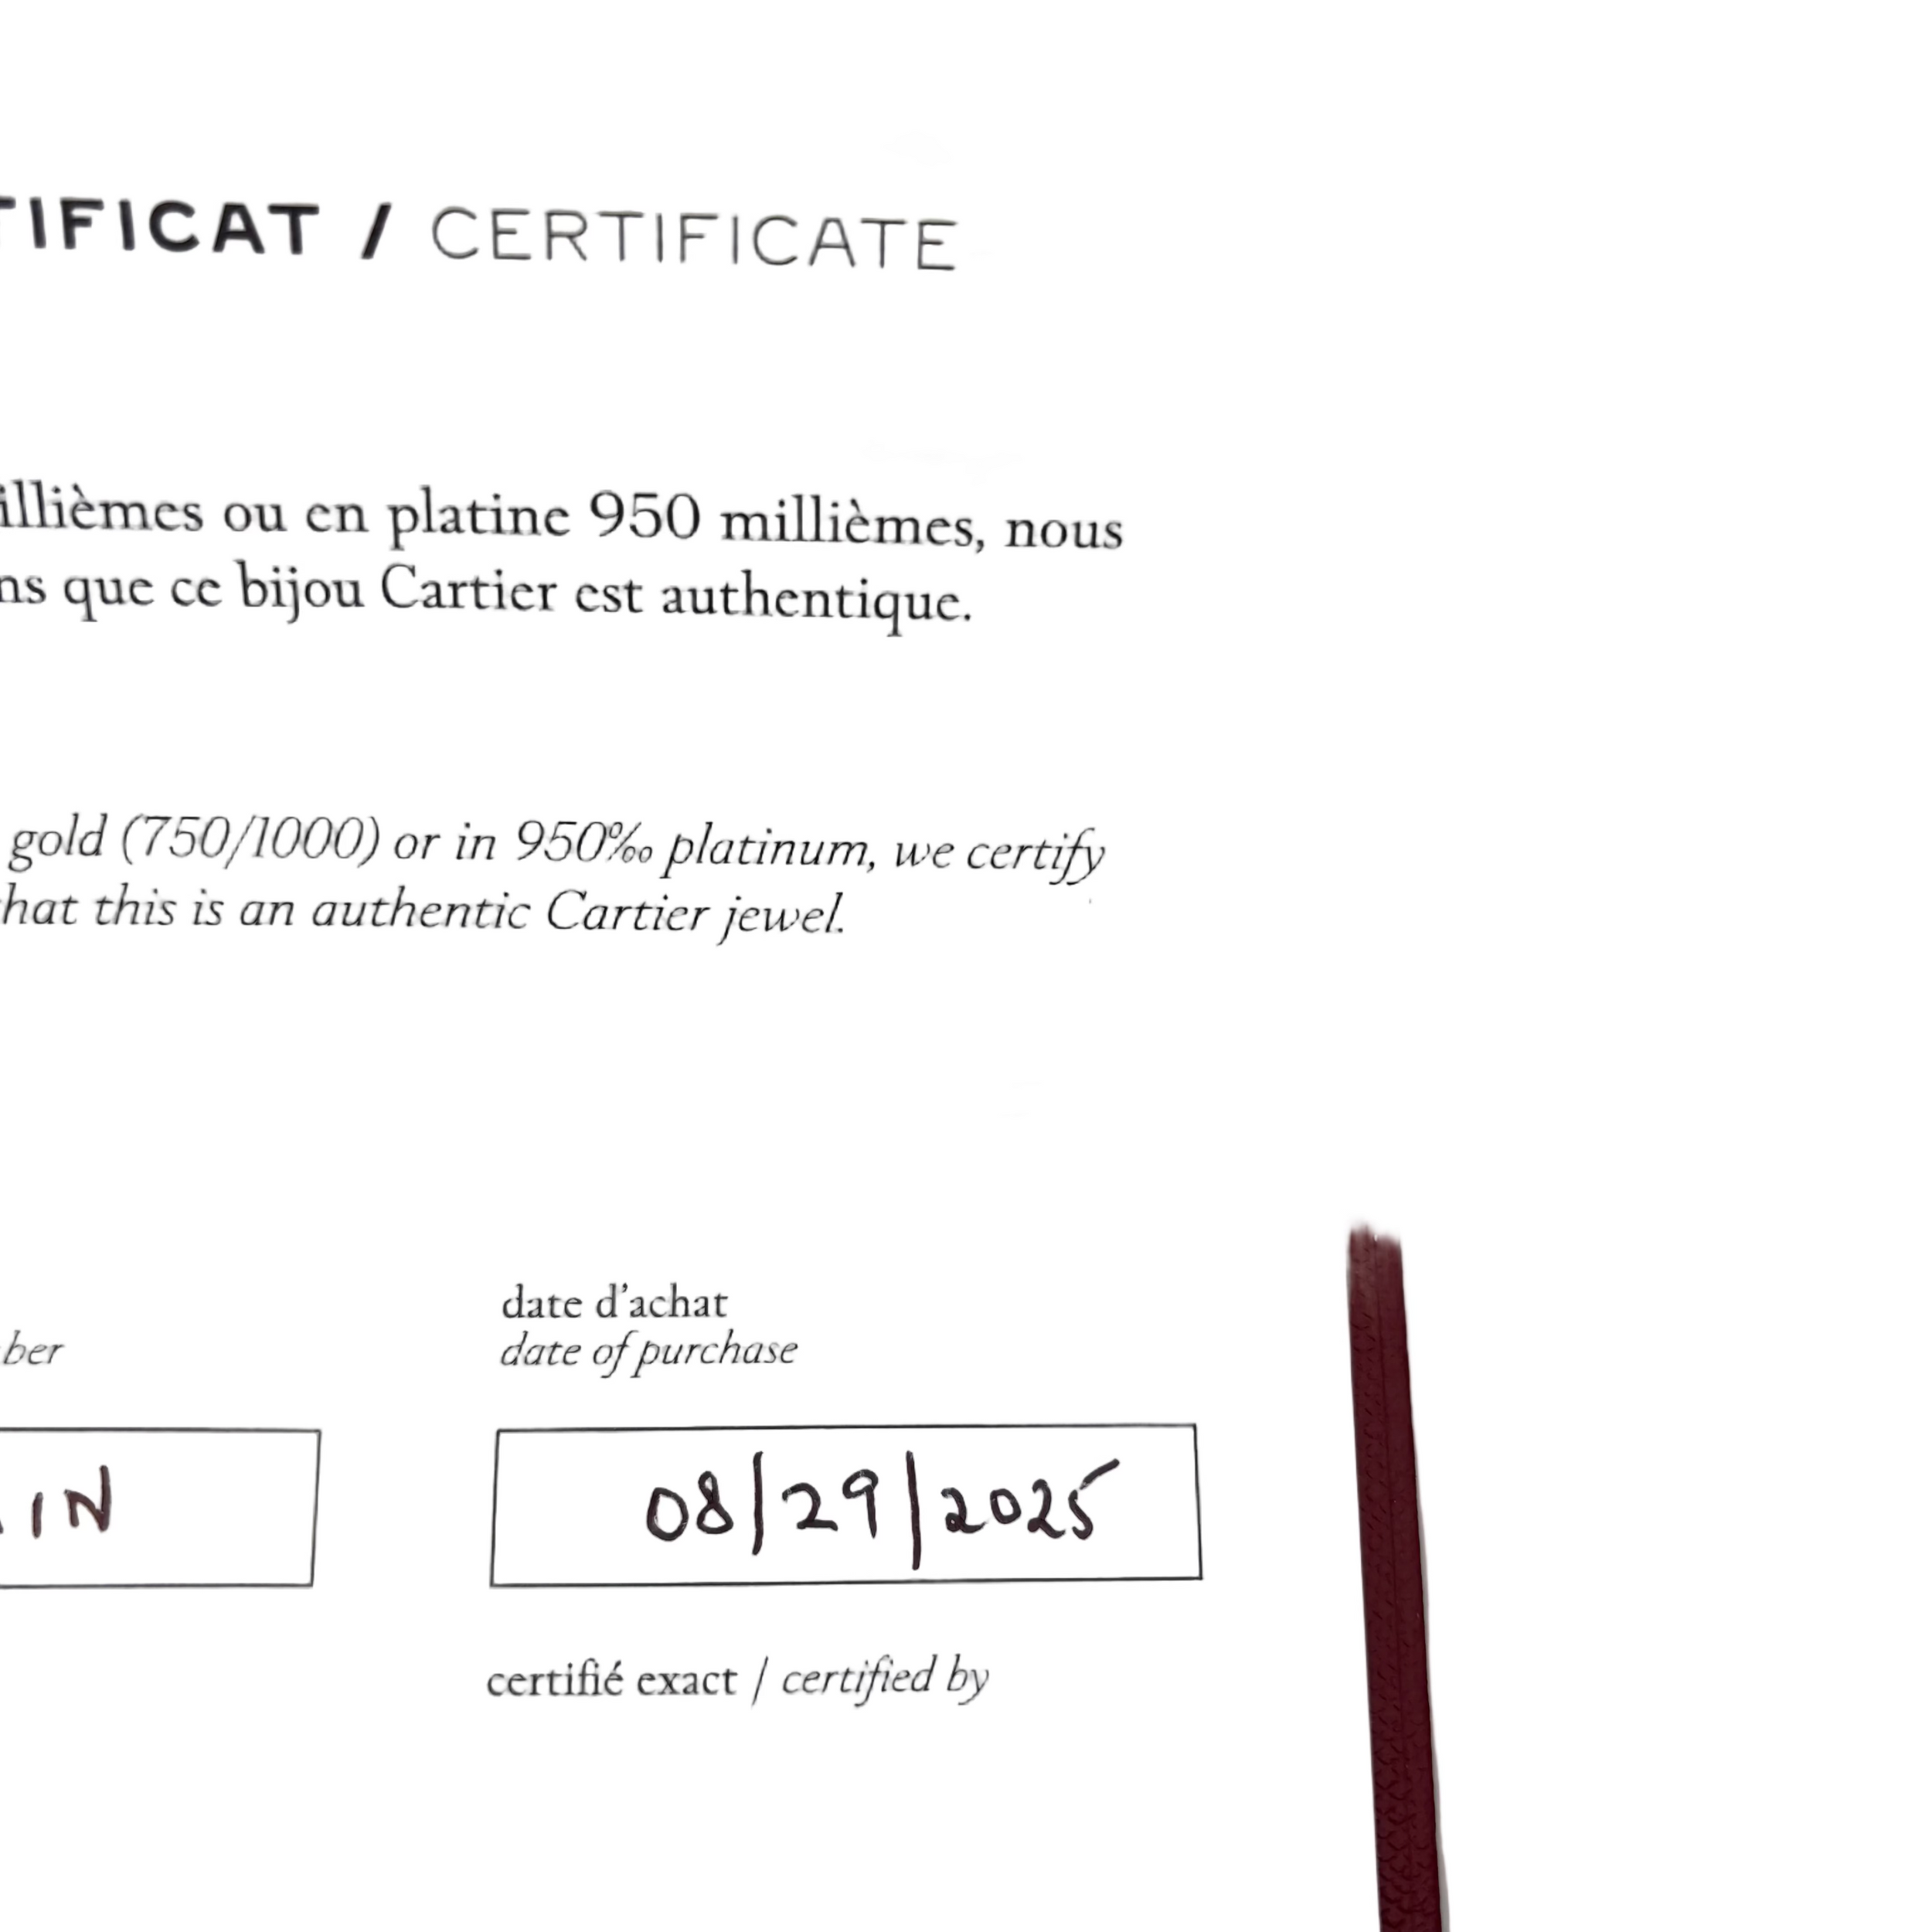 TIFICAT / CERTIFICATE
illièmes ou en platine 950 millièmes, nous
ns que ce bijou Cartier est authentique.
gold (750/1000) or in 950‰ platinum, we certify
hat this is an authentic Cartier jewel.
date d'achat
ber date of purchase
IN 08/29/2025
certifié exact / certified by